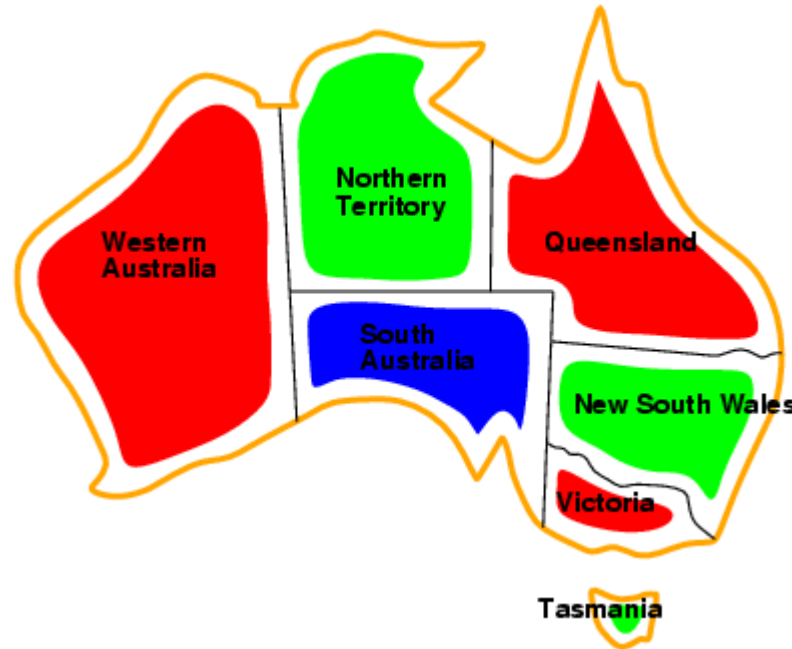 Northern
Territory
Western
Australia
Queensland
South
Australia
New South Wales
Victoria
Tasmania